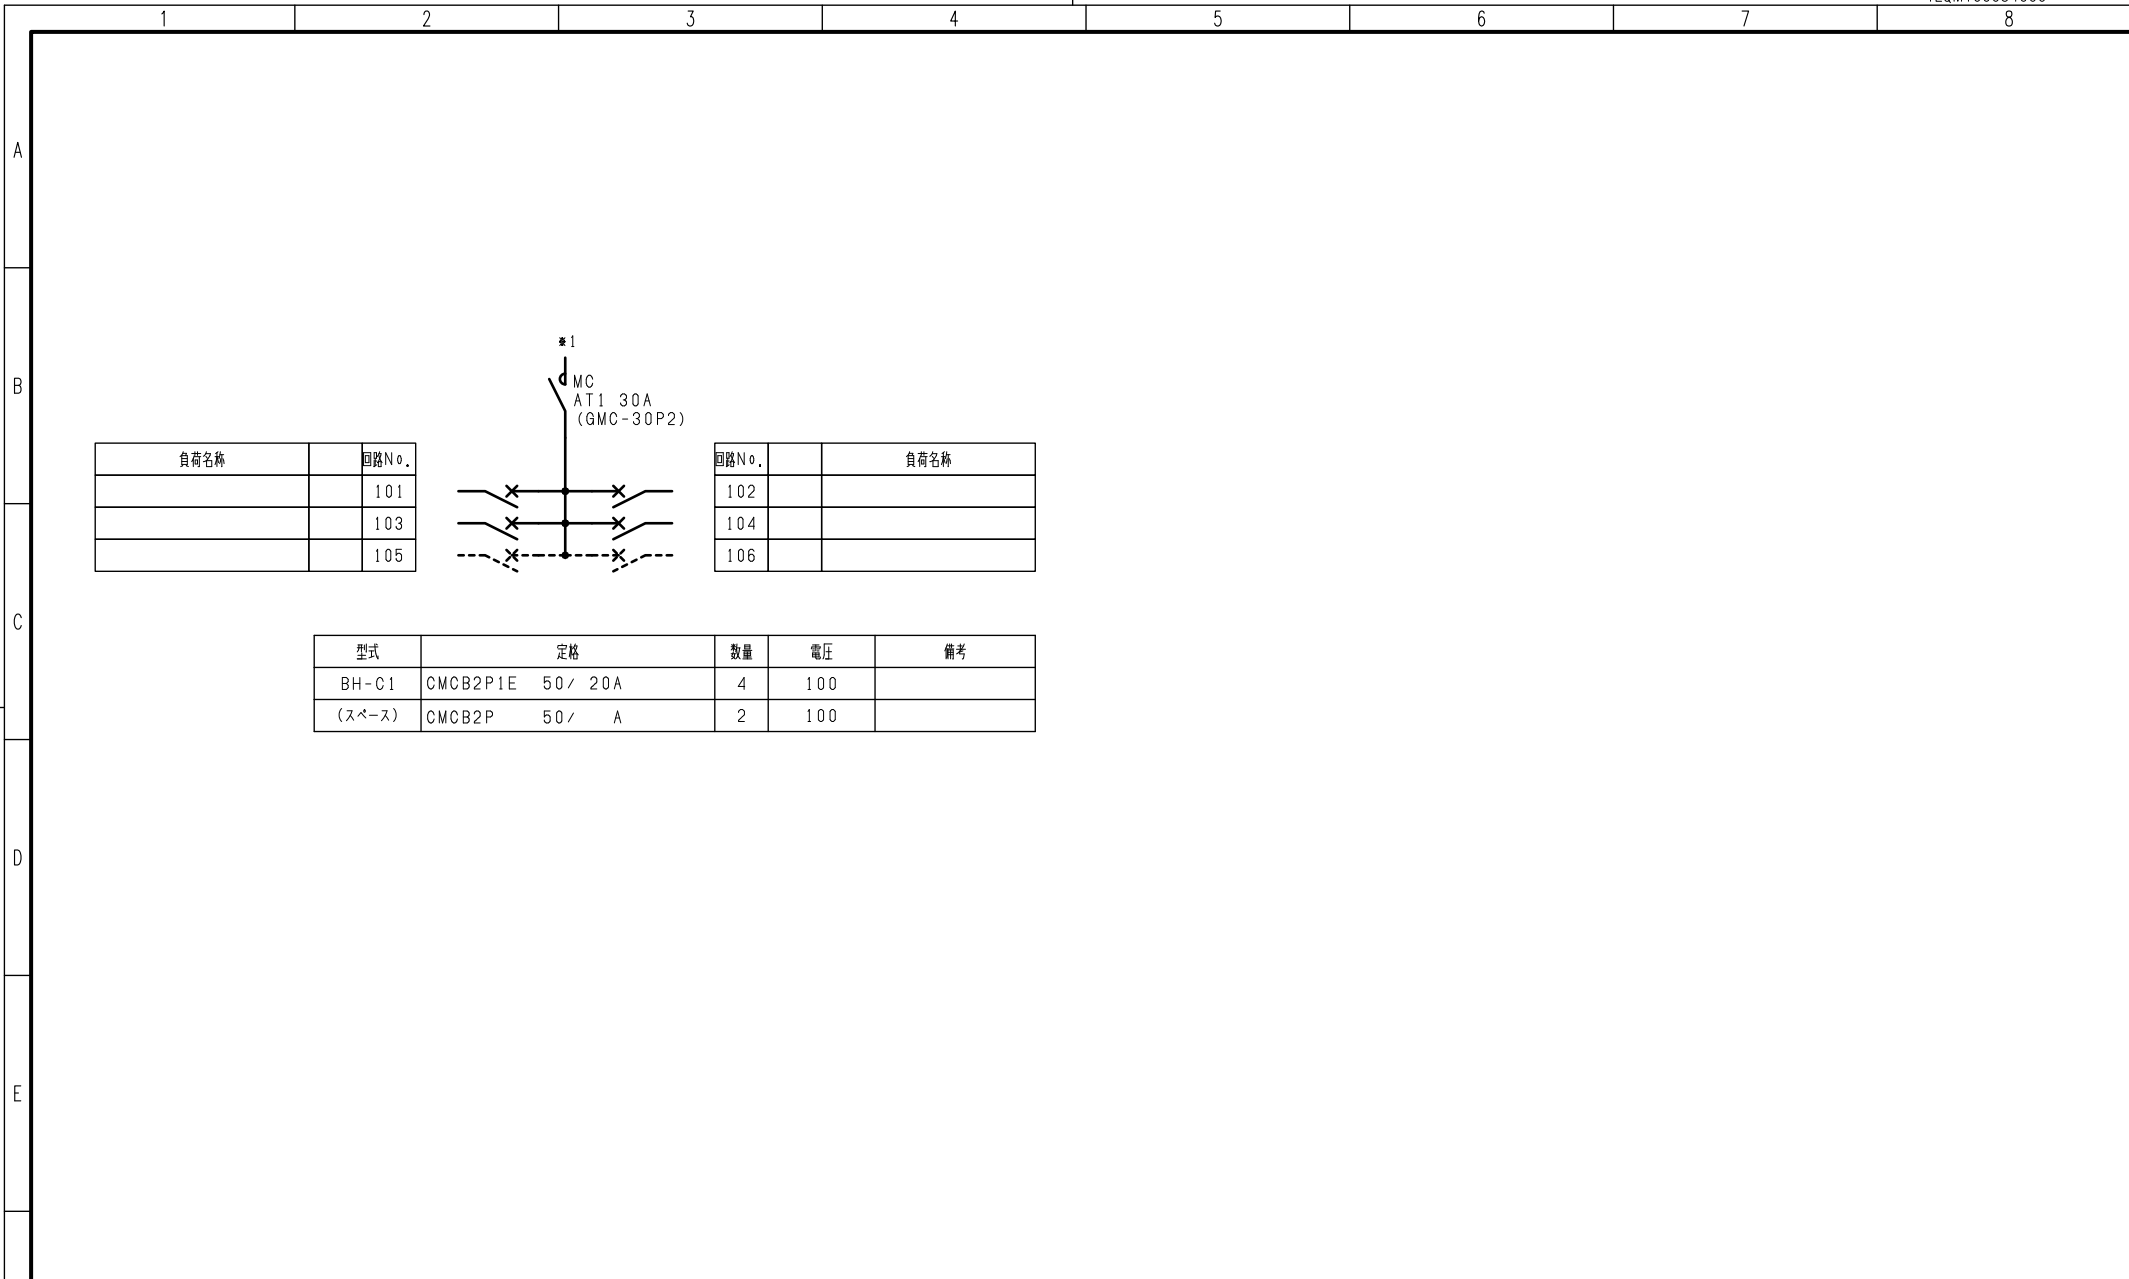 1 2 3 4 5 6 7 8
A
B
*1
MC
AT1 30A
(GMC-30P2)
負荷名称 回路No. 回路No. 負荷名称
101 102
103 104
105 106
C
型式 定格 数量 電圧 備考
BH-C1 CMCB2P1E 50/ 20A 4 100
(スペース) CMCB2P 50/ A 2 100
D
E